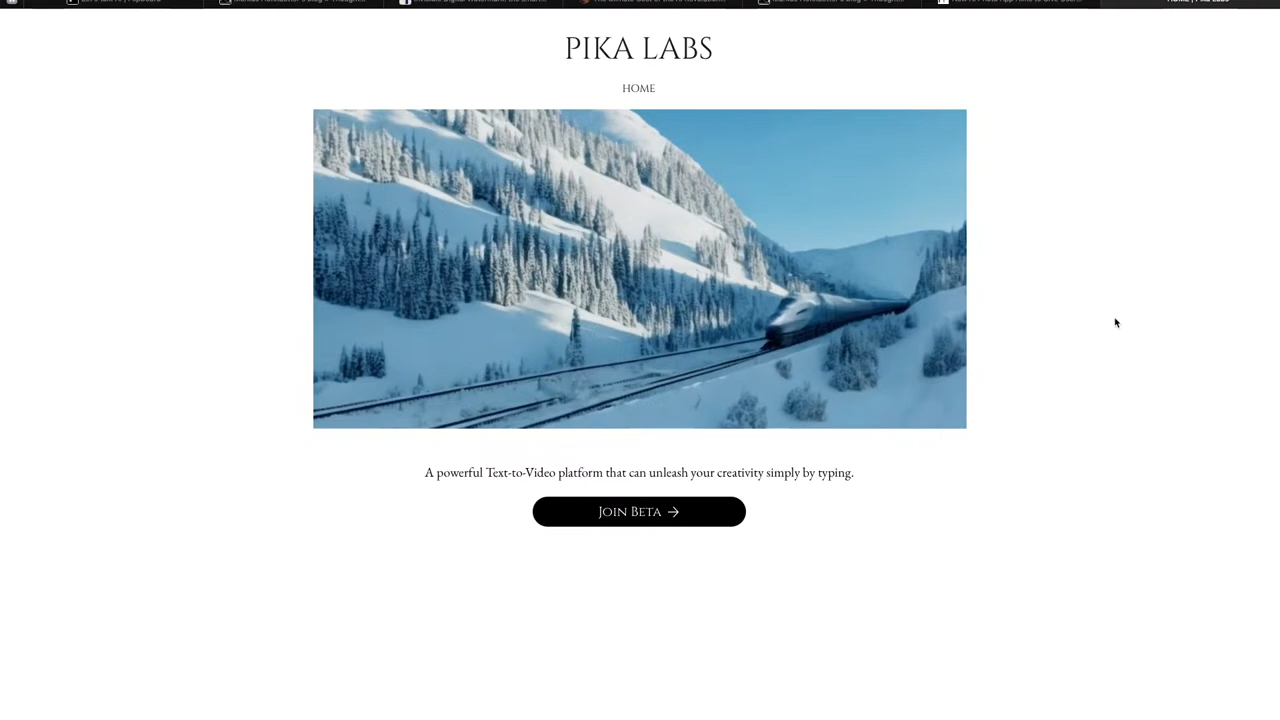 PIKA LABS
HOME
A powerful Text-to-Video platform that can unleash your creativity simply by typing.
JOIN BETA →